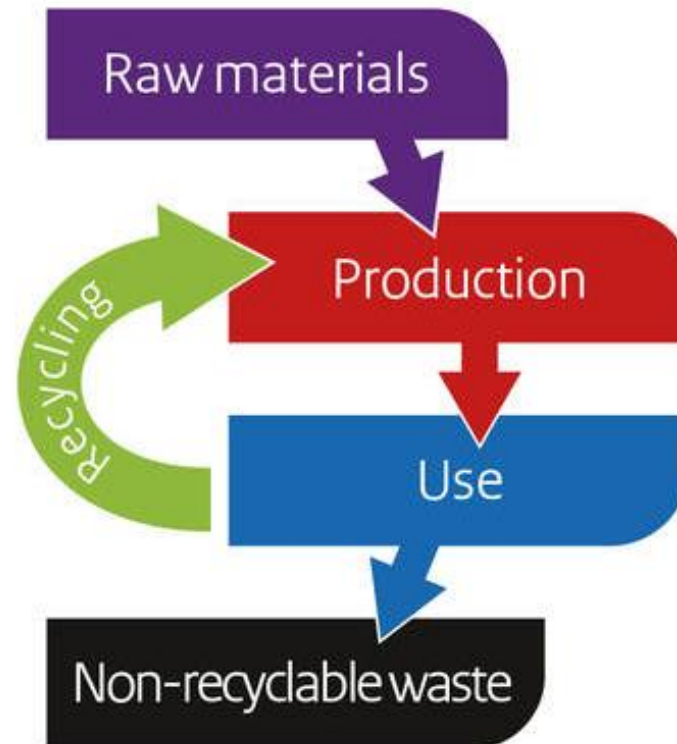 Raw materials
Production
Recycling
Use
Non-recyclable waste